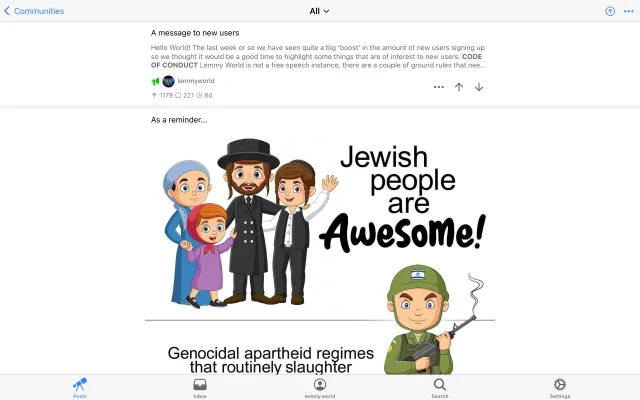 Communities
All
A message to new users
Hello World! The last week or so we have seen quite a big 'boost' in the amount of new users signing up
so we thought it would be a good time to highlight some things that are of interest to new users. CODE
OF CONDUCT Lemmy World is not a free speech instance, there are a couple of ground rules that nee...
lemmyworld
1179 221 8d
As a reminder...
Jewish
people
are
Awesome!
Genocidal apartheid regimes
that routinely slaughter
Posts
Inbox
lemmy.world
Search
Settings